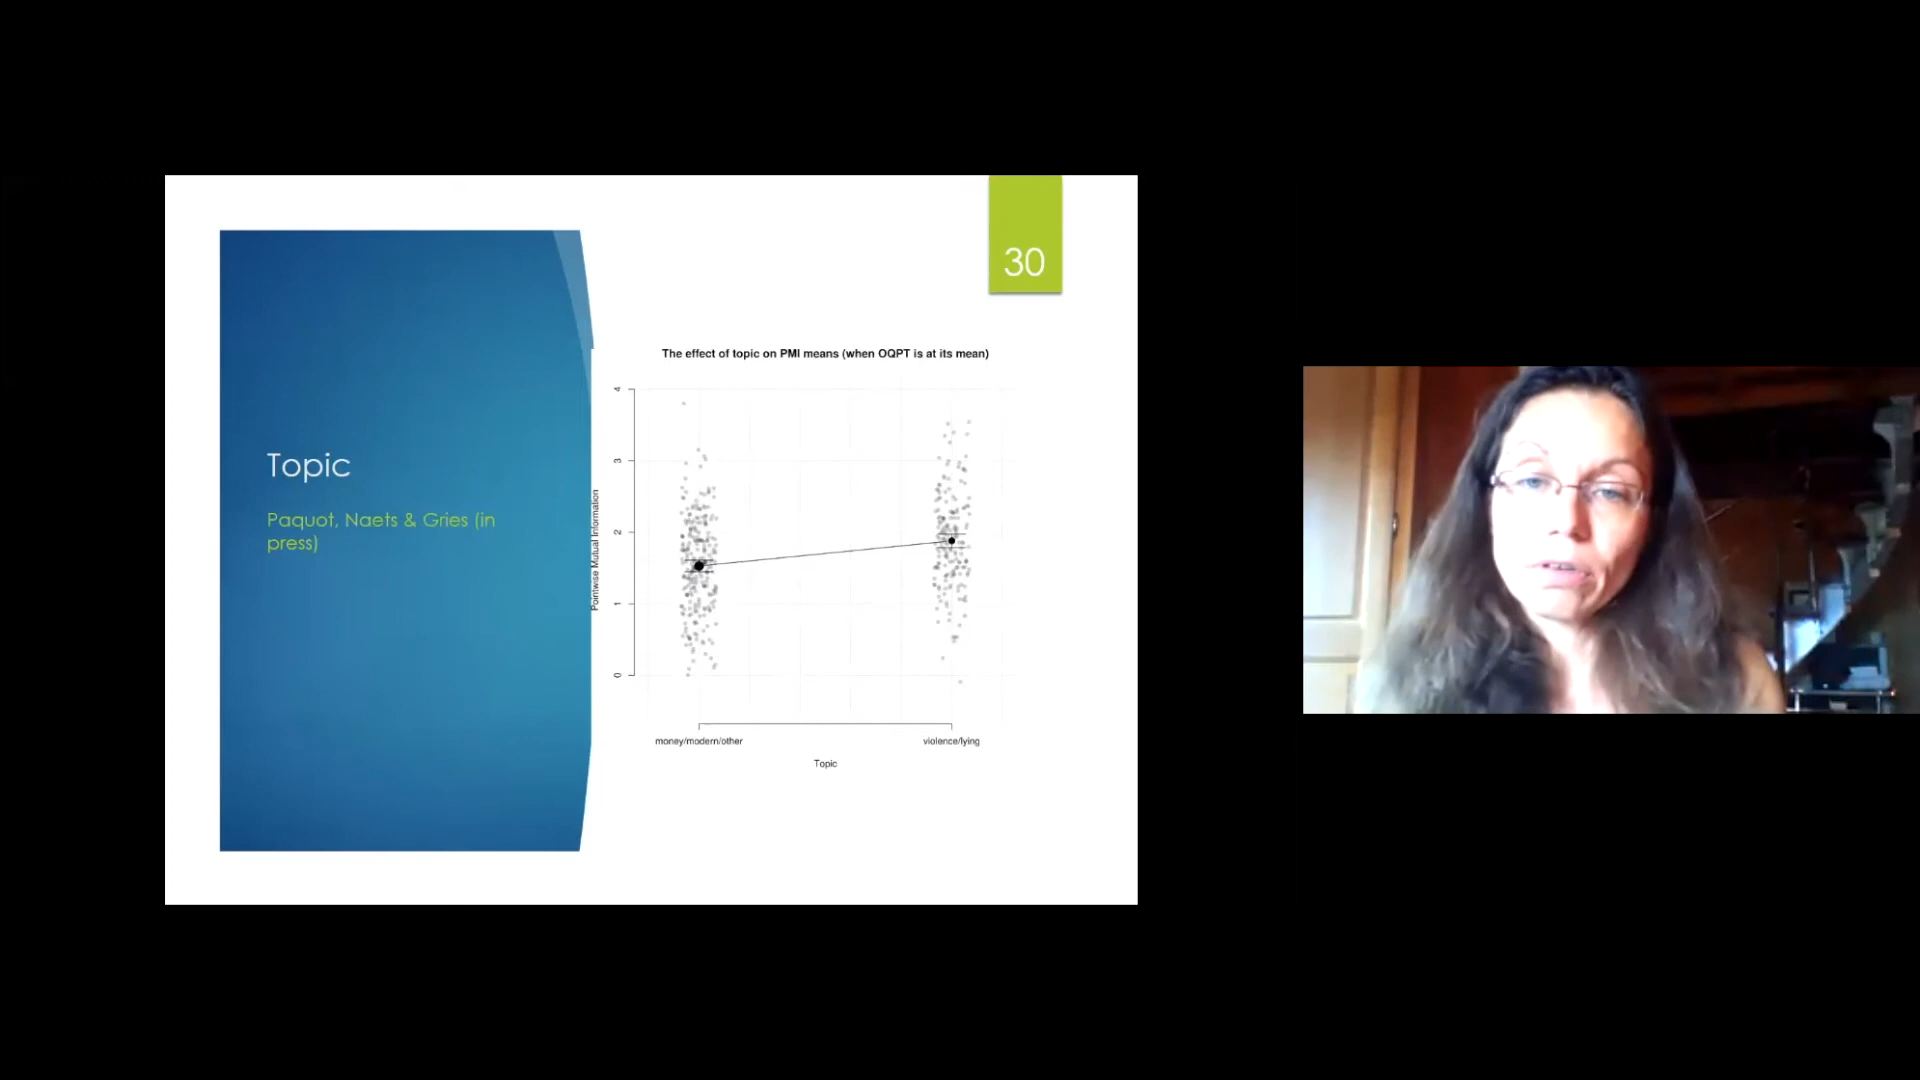 30
Topic
Paquot, Naets & Gries (in
press)
The effect of topic on PMI means (when OQPT is at its mean)
Pointwise Mutual Information
4
3
2
1
0
money/modern/other
violence/lying
Topic